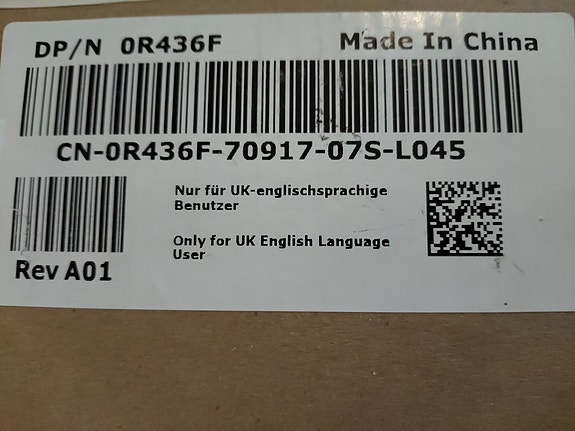 DP/N 0R436F Made In China
CN-0R436F-70917-07S-L045
Nur für UK-englischsprachige
Benutzer
Only for UK English Language
User
Rev A01